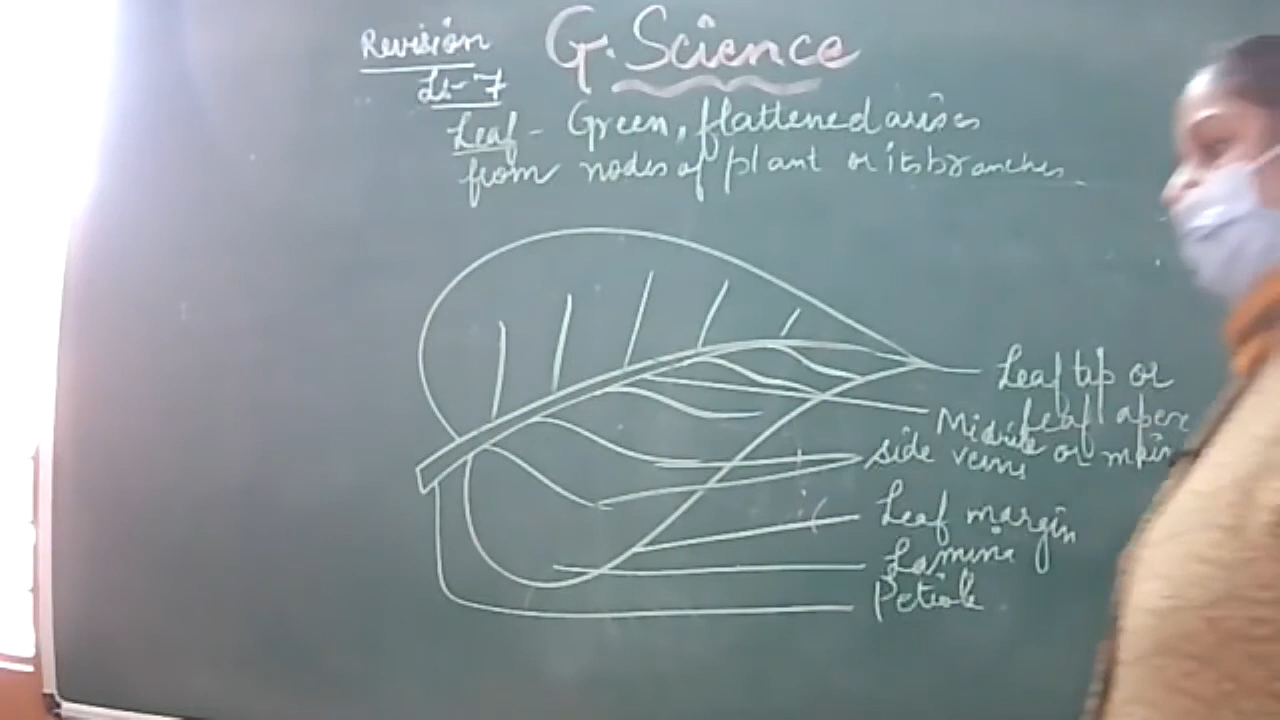 Revision
G. Science
L:- 7
Leaf - Green, flattened arises
from nodes of plant or its branches.
Leaf tip or
Leaf apex
Midrib or main
side veins
Leaf margin
Lamina
Petiole